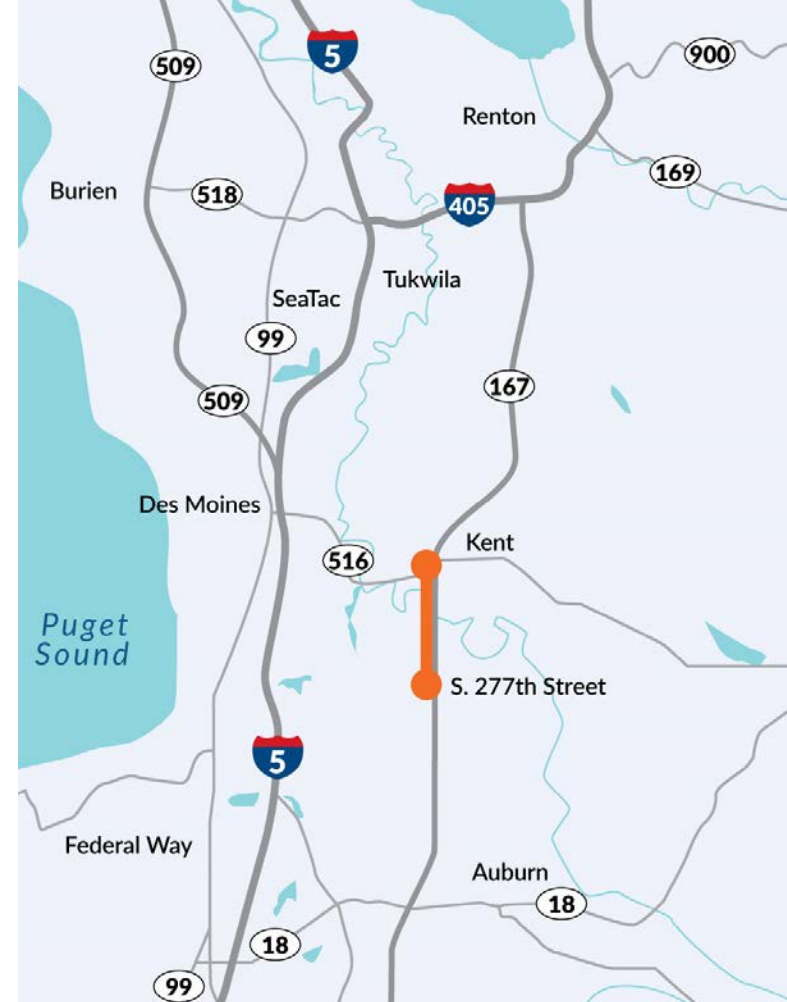 509
5
900
Renton
169
Burien
518
405
Tukwila
SeaTac
99
167
509
Des Moines
516
Kent
Puget
Sound
S. 277th Street
5
Federal Way
Auburn
18
18
99